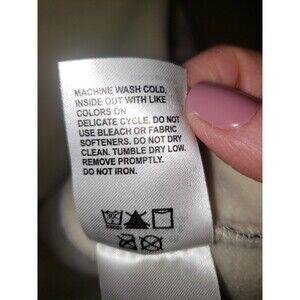 MACHINE WASH COLD,
INSIDE OUT WITH LIKE
COLORS ON
DELICATE CYCLE. DO NOT
USE BLEACH OR FABRIC
SOFTENERS. DO NOT DRY
CLEAN. TUMBLE DRY LOW.
REMOVE PROMPTLY.
DO NOT IRON.